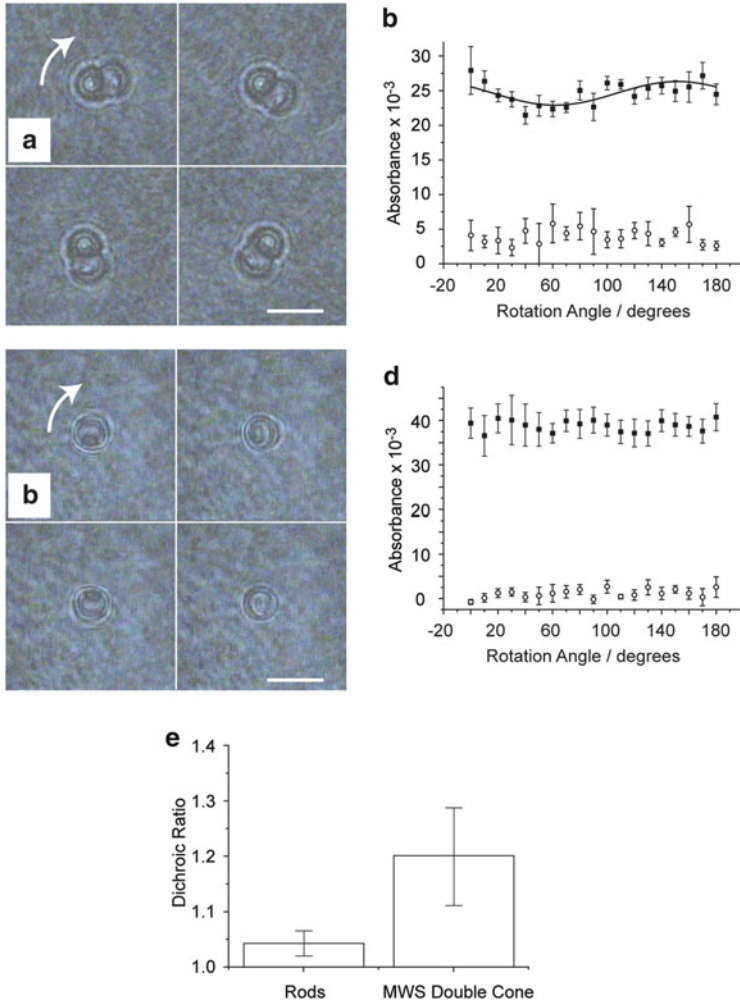 a
b
Absorbance x 10-3
30
25
20
15
10
5
0
-20 20 60 100 140 180
Rotation Angle / degrees
b
d
Absorbance x 10-3
40
30
20
10
0
-20 20 60 100 140 180
Rotation Angle / degrees
e
Dichroic Ratio
1.4
1.3
1.2
1.1
1.0
Rods MWS Double Cone